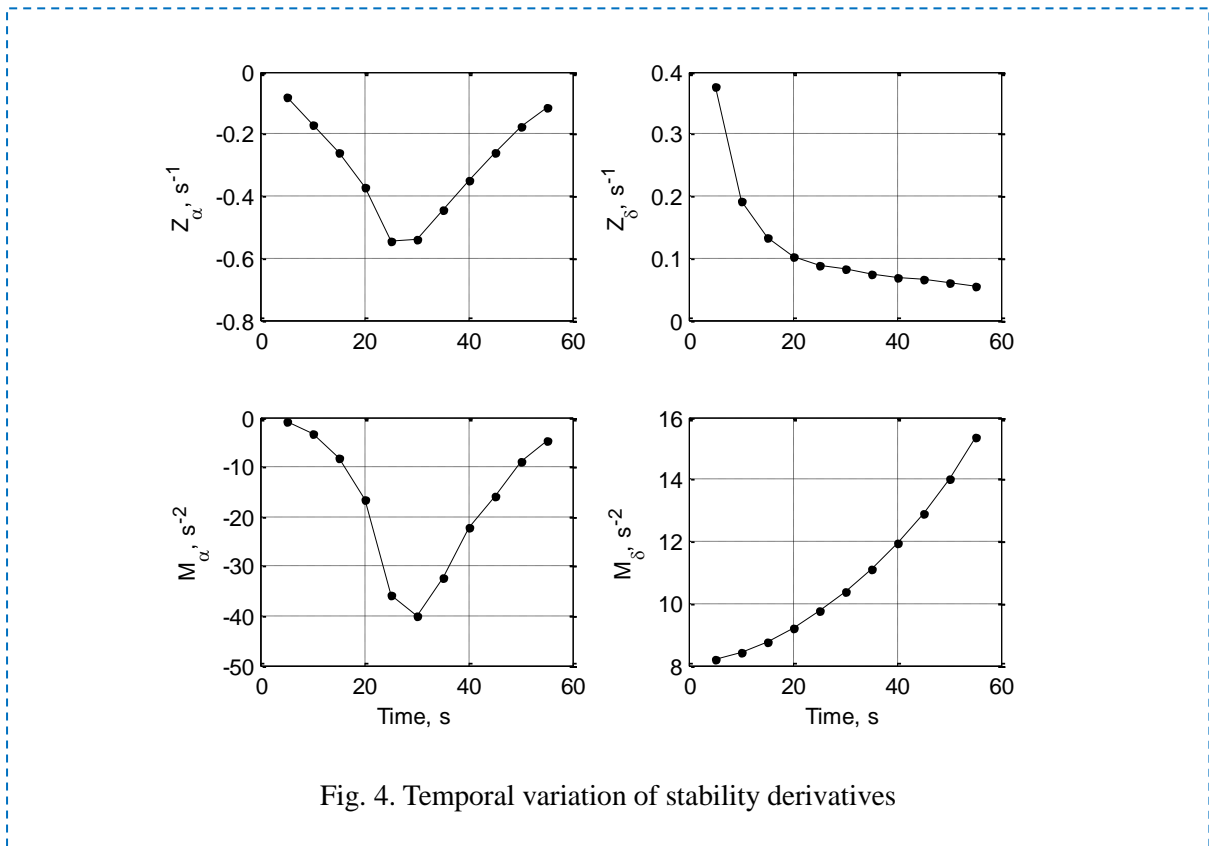 0
-0.2
-0.4
-0.6
-0.8
0 20 40 60
Z_α, s^-1
0.4
0.3
0.2
0.1
0
0 20 40 60
Z_δ, s^-1
0
-10
-20
-30
-40
-50
0 20 40 60
M_α, s^-2
Time, s
16
14
12
10
8
0 20 40 60
M_δ, s^-2
Time, s
Fig. 4. Temporal variation of stability derivatives